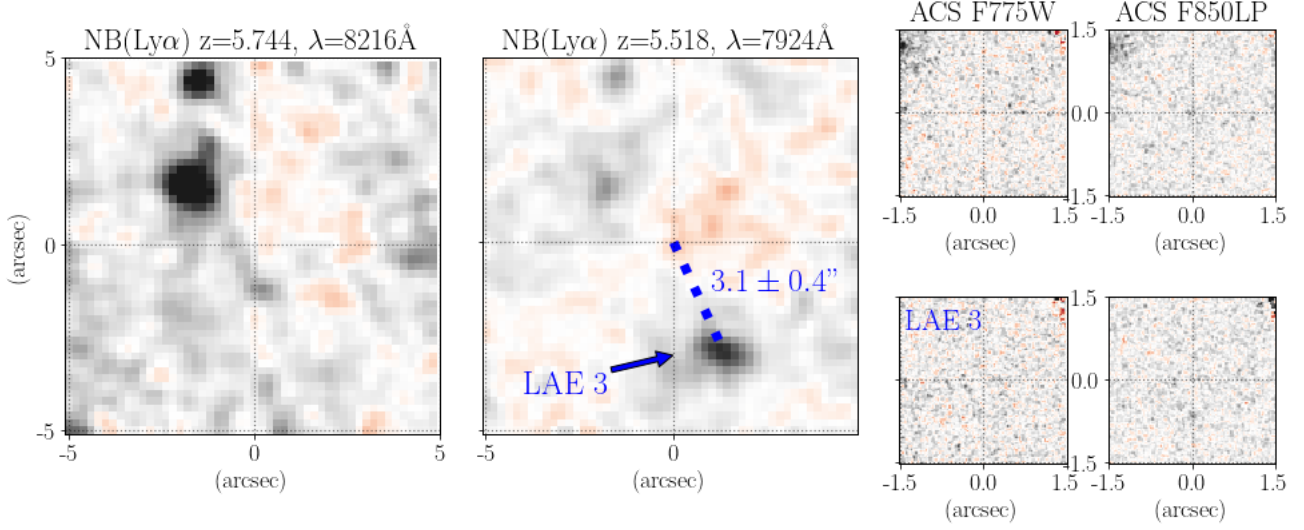 NB(Lyα) z=5.744, λ=8216Å
5
0
-5
(arcsec)
-5
0
5
(arcsec)
NB(Lyα) z=5.518, λ=7924Å
3.1 ± 0.4”
LAE 3
-5
0
5
(arcsec)
ACS F775W
1.5
0.0
1.5
-1.5
0.0
1.5
(arcsec)
ACS F850LP
-1.5
0.0
1.5
(arcsec)
LAE 3
1.5
0.0
1.5
-1.5
0.0
1.5
(arcsec)
-1.5
0.0
1.5
(arcsec)